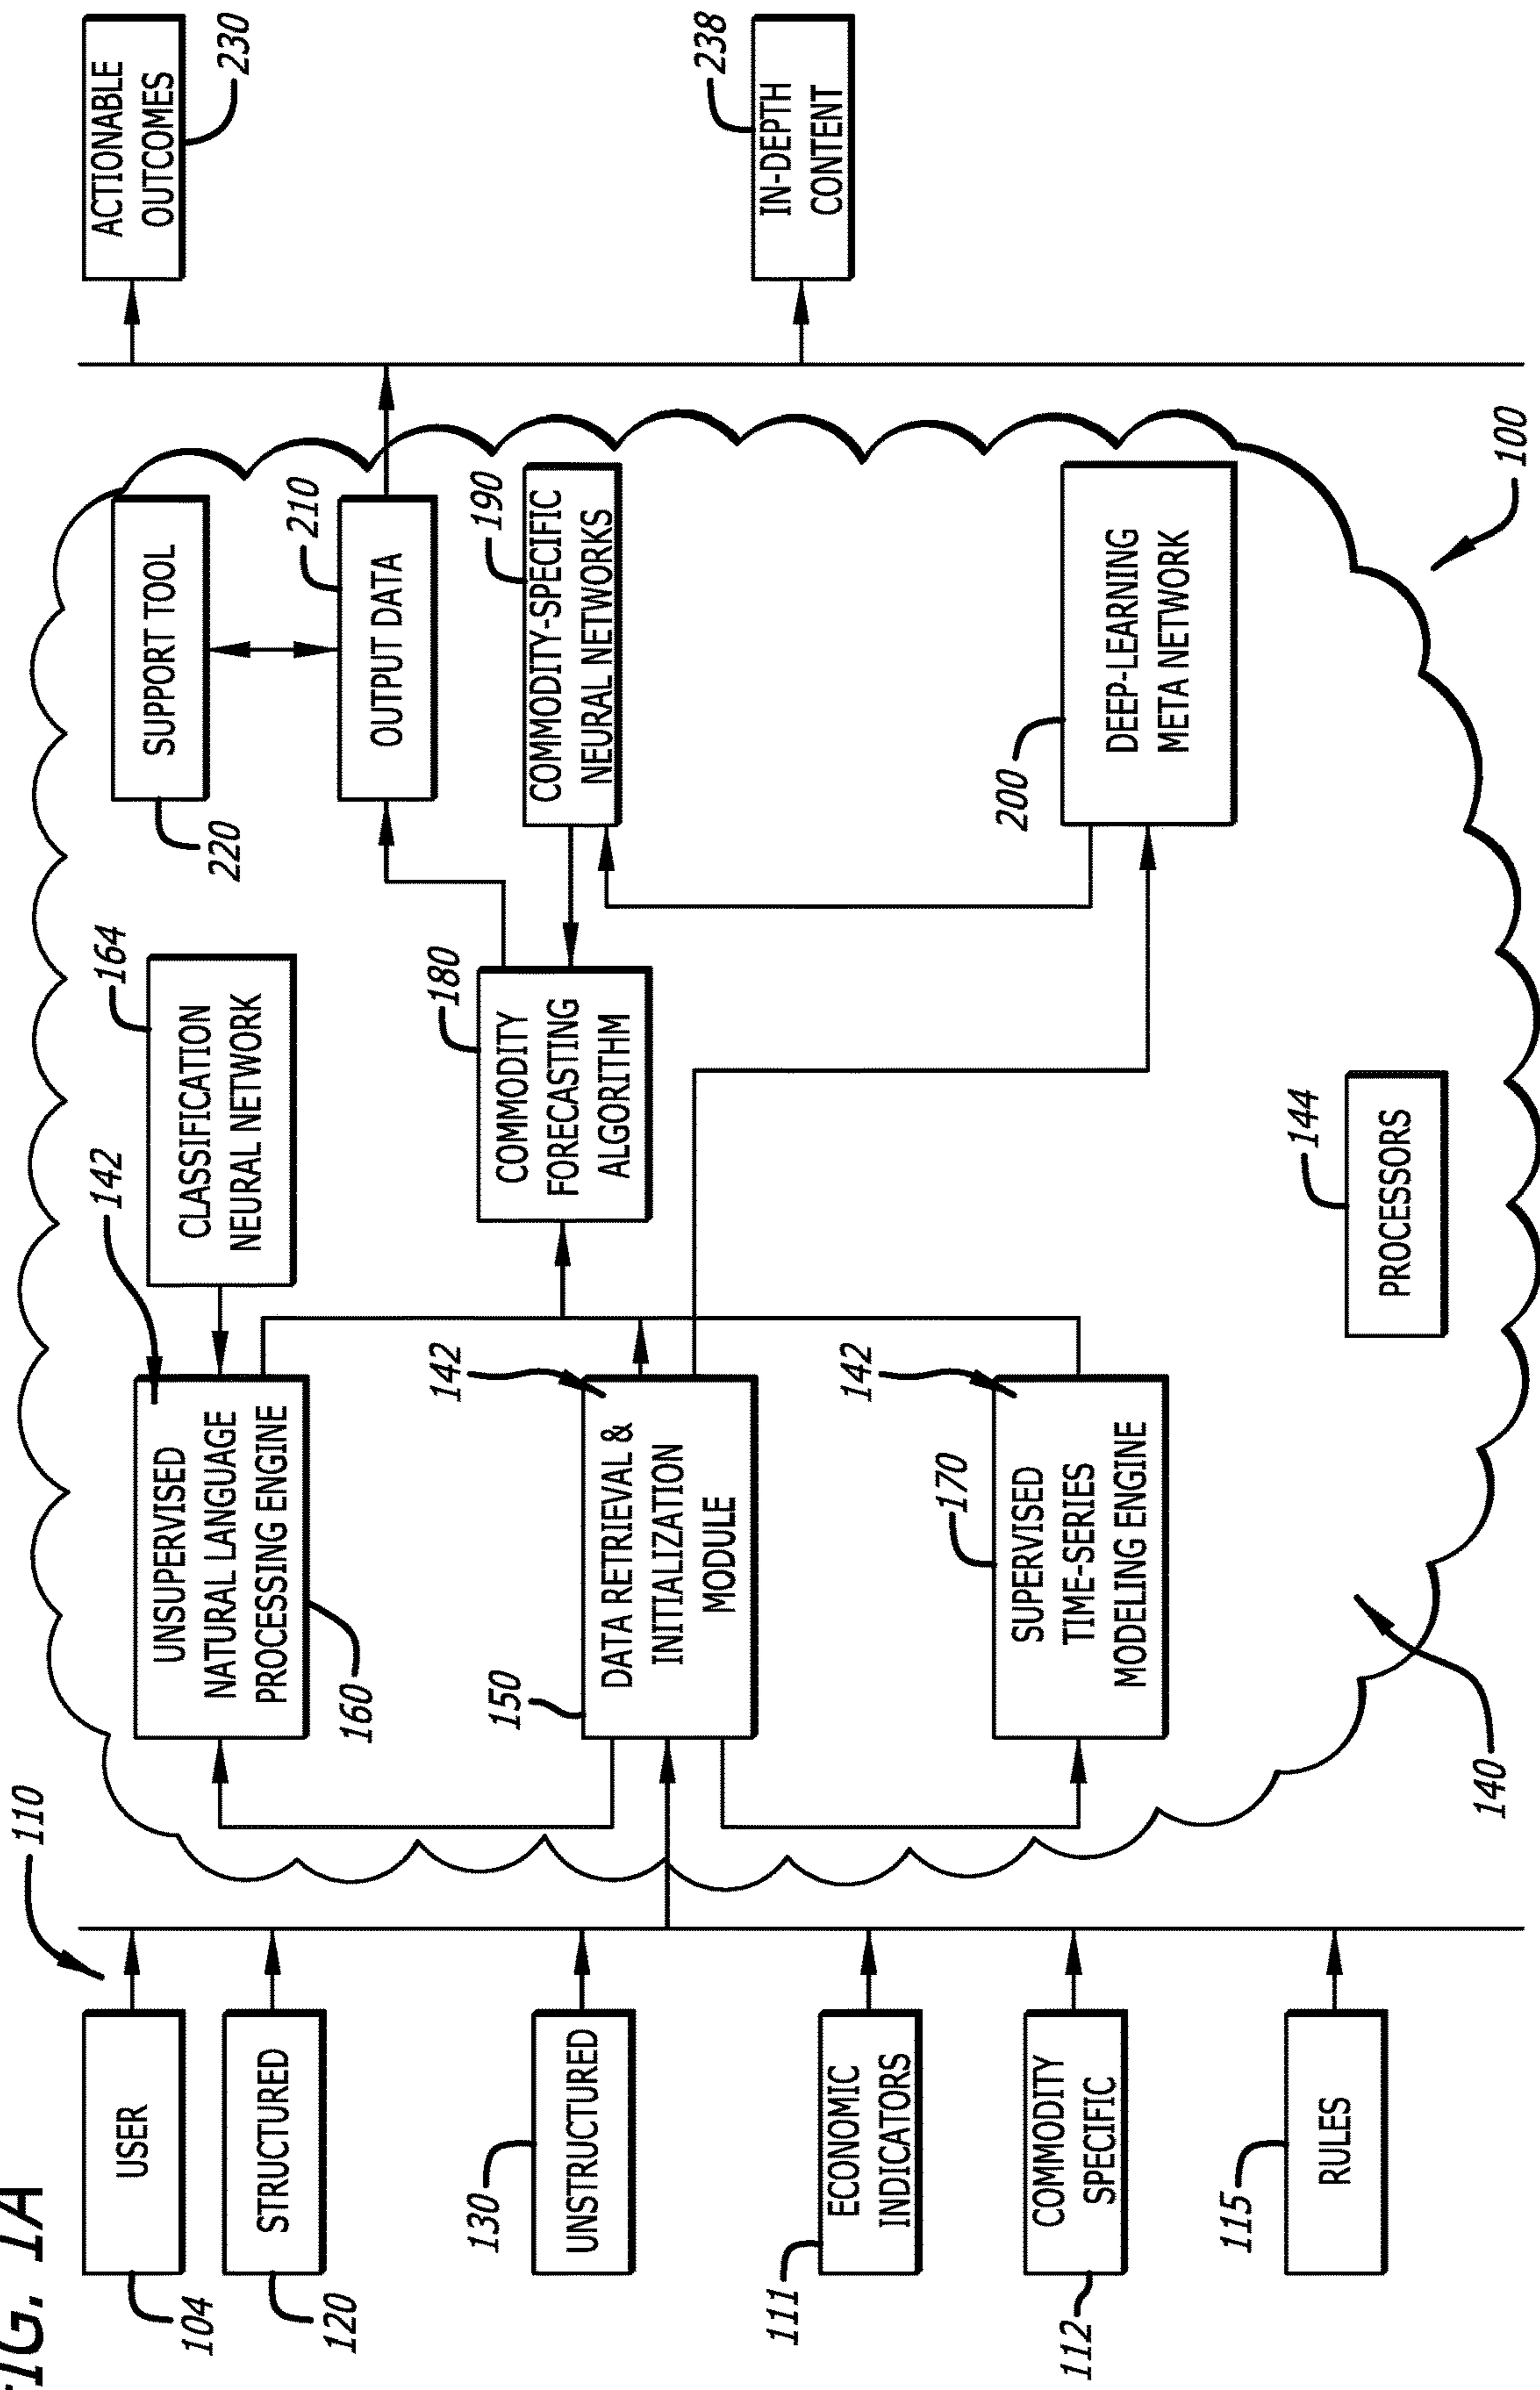 FIG. 1A
110
USER
104
STRUCTURED
120
UNSTRUCTURED
130
ECONOMIC
INDICATORS
111
COMMODITY
SPECIFIC
112
RULES
115
142
UNSUPERVISED
NATURAL LANGUAGE
PROCESSING ENGINE
160
164
CLASSIFICATION
NEURAL NETWORK
142
DATA RETRIEVAL &
INITIALIZATION
MODULE
150
142
170
SUPERVISED
TIME-SERIES
MODELING ENGINE
180
COMMODITY
FORECASTING
ALGORITHM
144
PROCESSORS
140
SUPPORT TOOL
220
210
OUTPUT DATA
190
COMMODITY-SPECIFIC
NEURAL NETWORKS
200
DEEP-LEARNING
META NETWORK
100
ACTIONABLE
OUTCOMES
230
238
IN-DEPTH
CONTENT